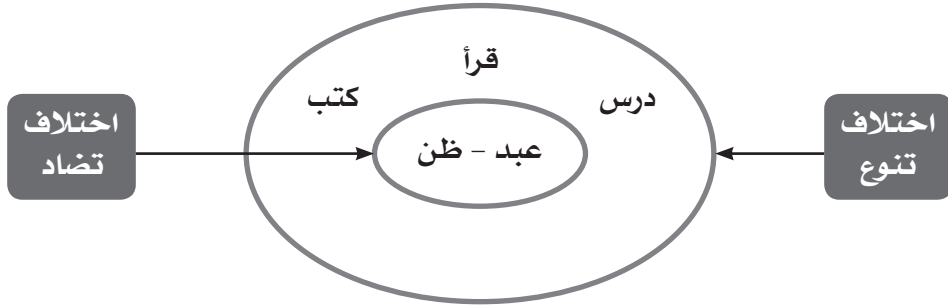 قرأ
درس
كتب
اختلاف
تنوع
عبد - ظن
اختلاف
تضاد